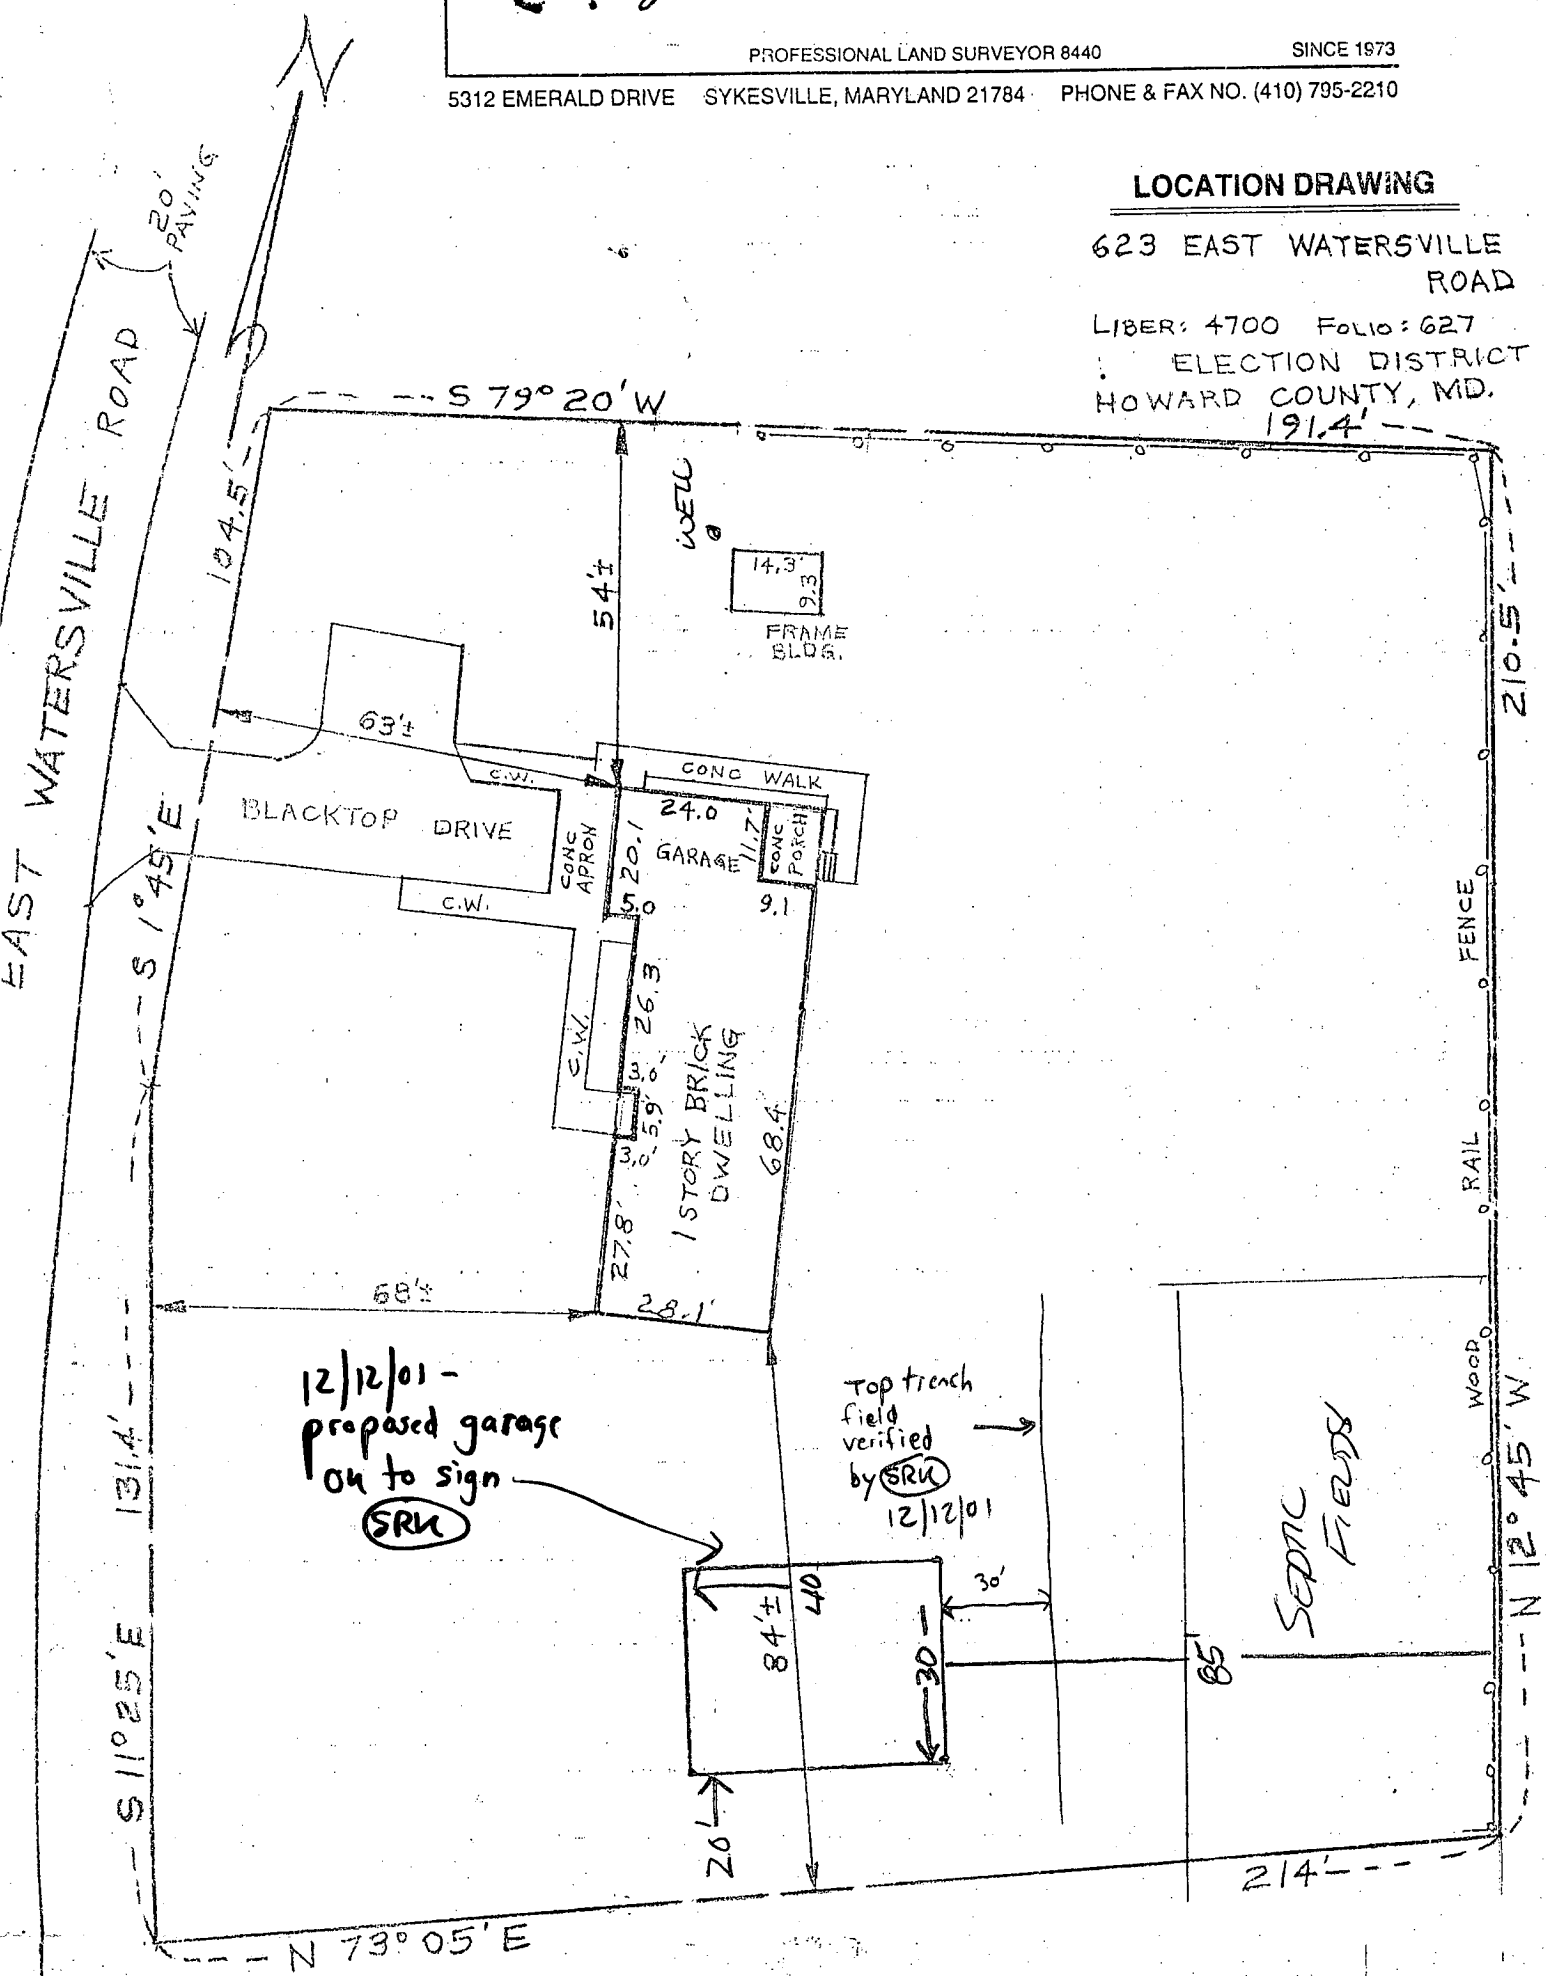 PROFESSIONAL LAND SURVEYOR 8440 SINCE 1973
5312 EMERALD DRIVE SYKESVILLE, MARYLAND 21784 PHONE & FAX NO. (410) 795-2210
N
20'
PAVING
LOCATION DRAWING
623 EAST WATERSVILLE
ROAD
LIBER: 4700 FOLIO: 627
ELECTION DISTRICT
HOWARD COUNTY, MD.
S 79° 20' W
191.4'
EAST WATERSVILLE ROAD
104.5'
WELL
54'±
14.3'
9.3
FRAME
BLDG.
210.5'
63'±
C.W.
CONC WALK
BLACKTOP DRIVE
CONC
APRON
24.0
20.1
GARAGE
11.7'
CONC
PORCH
5.0
9.1
C.W.
S 1° 45' E
C.W.
26.3
3.0'
5.9'
3.0'
1 STORY BRICK
DWELLING
68.4
27.8'
28.1'
68'±
WOOD RAIL FENCE
12/12/01 -
proposed garage
OK to sign
SRK
Top trench
field
verified
by SRK
12/12/01
131.4'
S 11° 25' E
40
84'±
30
30'
85'
20'
SEPTIC
FIELDS
N 12° 45' W
214'
N 73° 05' E